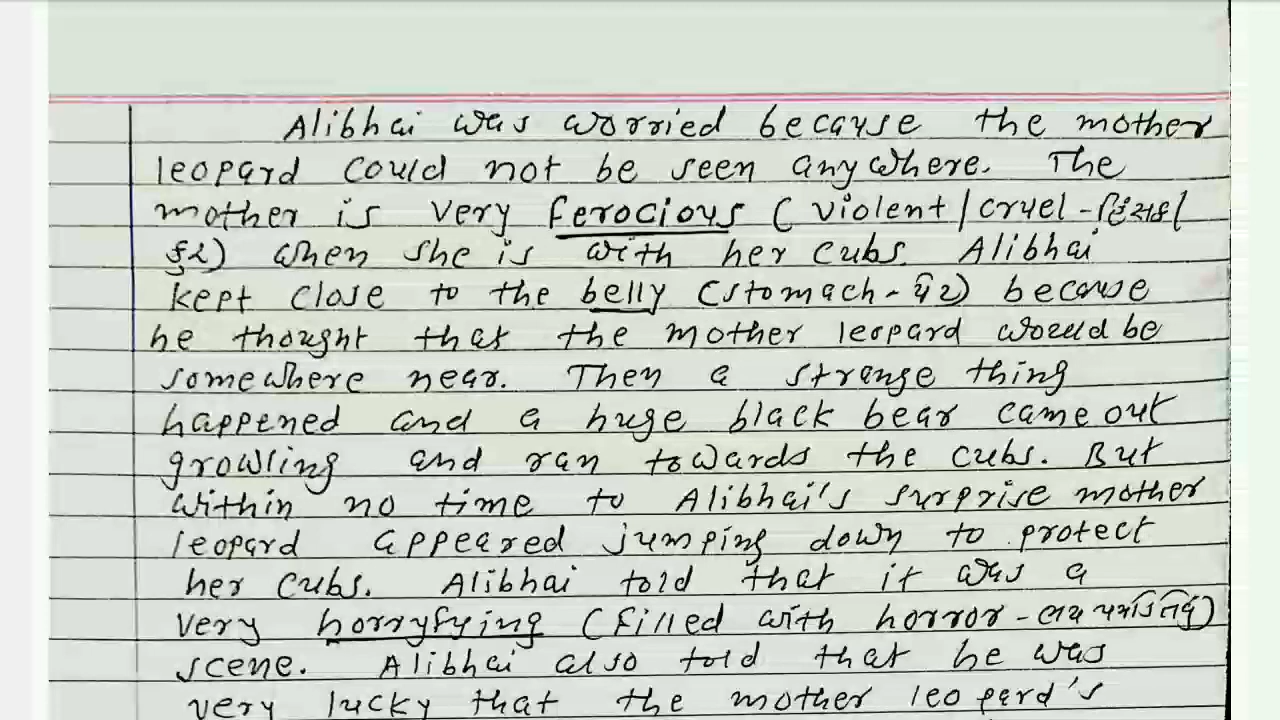 Alibhai was worried because the mother
leopard could not be seen anywhere. The
mother is very ferocious (violent/cruel - હિંસક/
ક્રૂર) when she is with her cubs. Alibhai
kept close to the belly (stomach - પેટ) because
he thought that the mother leopard would be
somewhere near. Then a strange thing
happened and a huge black bear came out
growling and ran towards the cubs. But
within no time to Alibhai's surprise mother
leopard appeared jumping down to protect
her cubs. Alibhai told that it was a
very horryfying (filled with horror -
scene. Alibhai also told that he was
very lucky that the mother leopard's